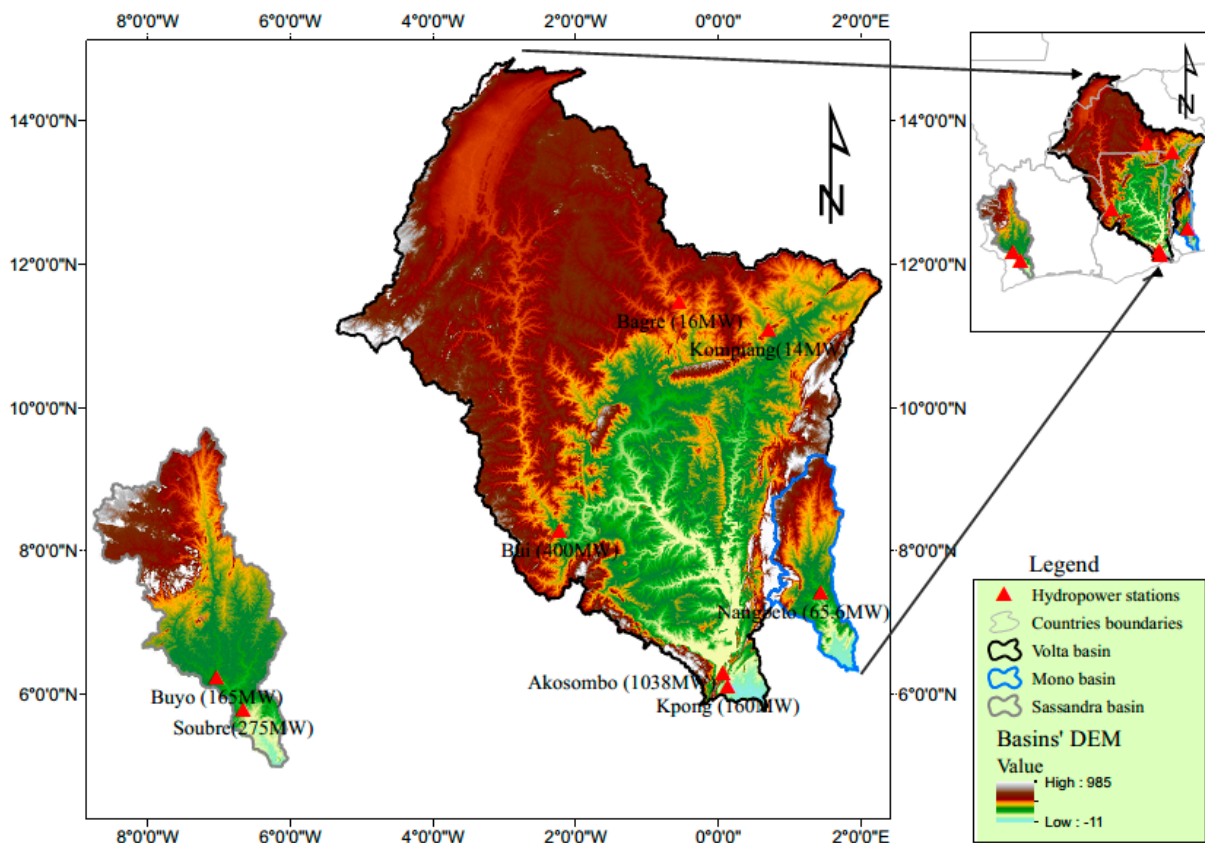 8°0'0"W 6°0'0"W 4°0'0"W 2°0'0"W 0°0'0" 2°0'0"E
14°0'0"N 14°0'0"N
N
N
12°0'0"N 12°0'0"N
Bagre (16MW)
Kompiang(14MW
10°0'0"N 10°0'0"N
8°0'0"N 8°0'0"N
Bui (400MW)
Nangbeto (65.6MW)
6°0'0"N 6°0'0"N
Akosombo (1038MW)
Kpong (160MW)
Buyo (165MW)
Soubre(275MW)
8°0'0"W 6°0'0"W 4°0'0"W 2°0'0"W 0°0'0" 2°0'0"E
Legend
Hydropower stations
Countries boundaries
Volta basin
Mono basin
Sassandra basin
Basins' DEM
Value
High : 985
Low : -11